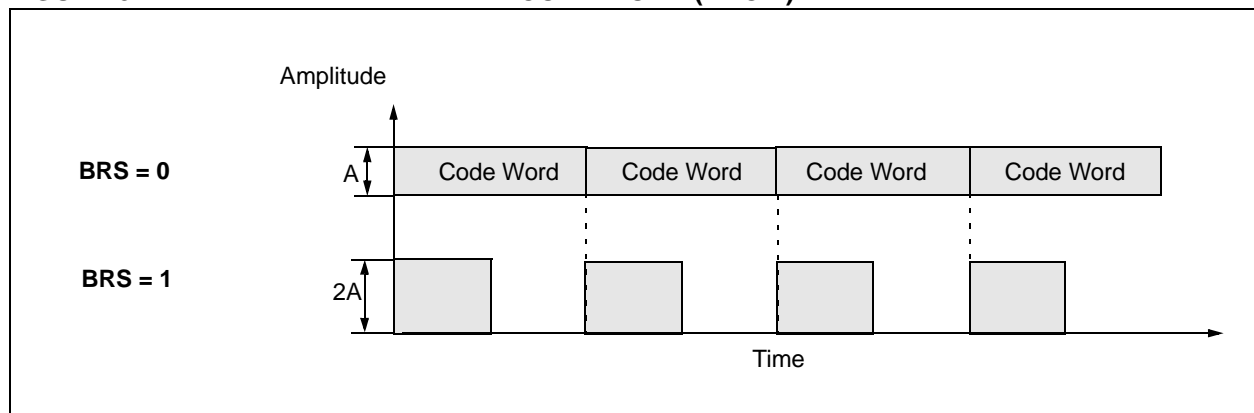 Amplitude
BRS = 0
A
Code Word
Code Word
Code Word
Code Word
BRS = 1
2A
Time